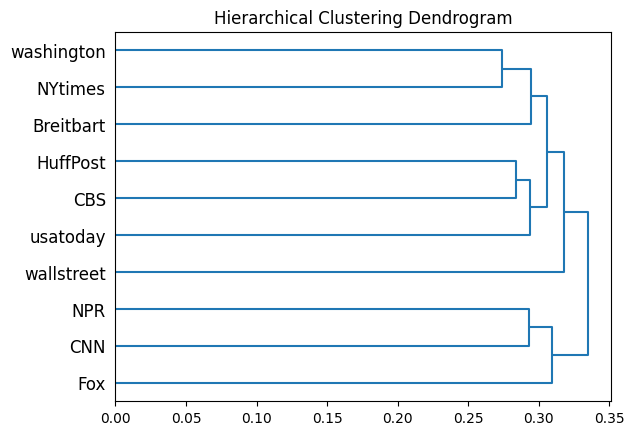 Hierarchical Clustering Dendrogram
washington
NYtimes
Breitbart
HuffPost
CBS
usatoday
wallstreet
NPR
CNN
Fox
0.00 0.05 0.10 0.15 0.20 0.25 0.30 0.35